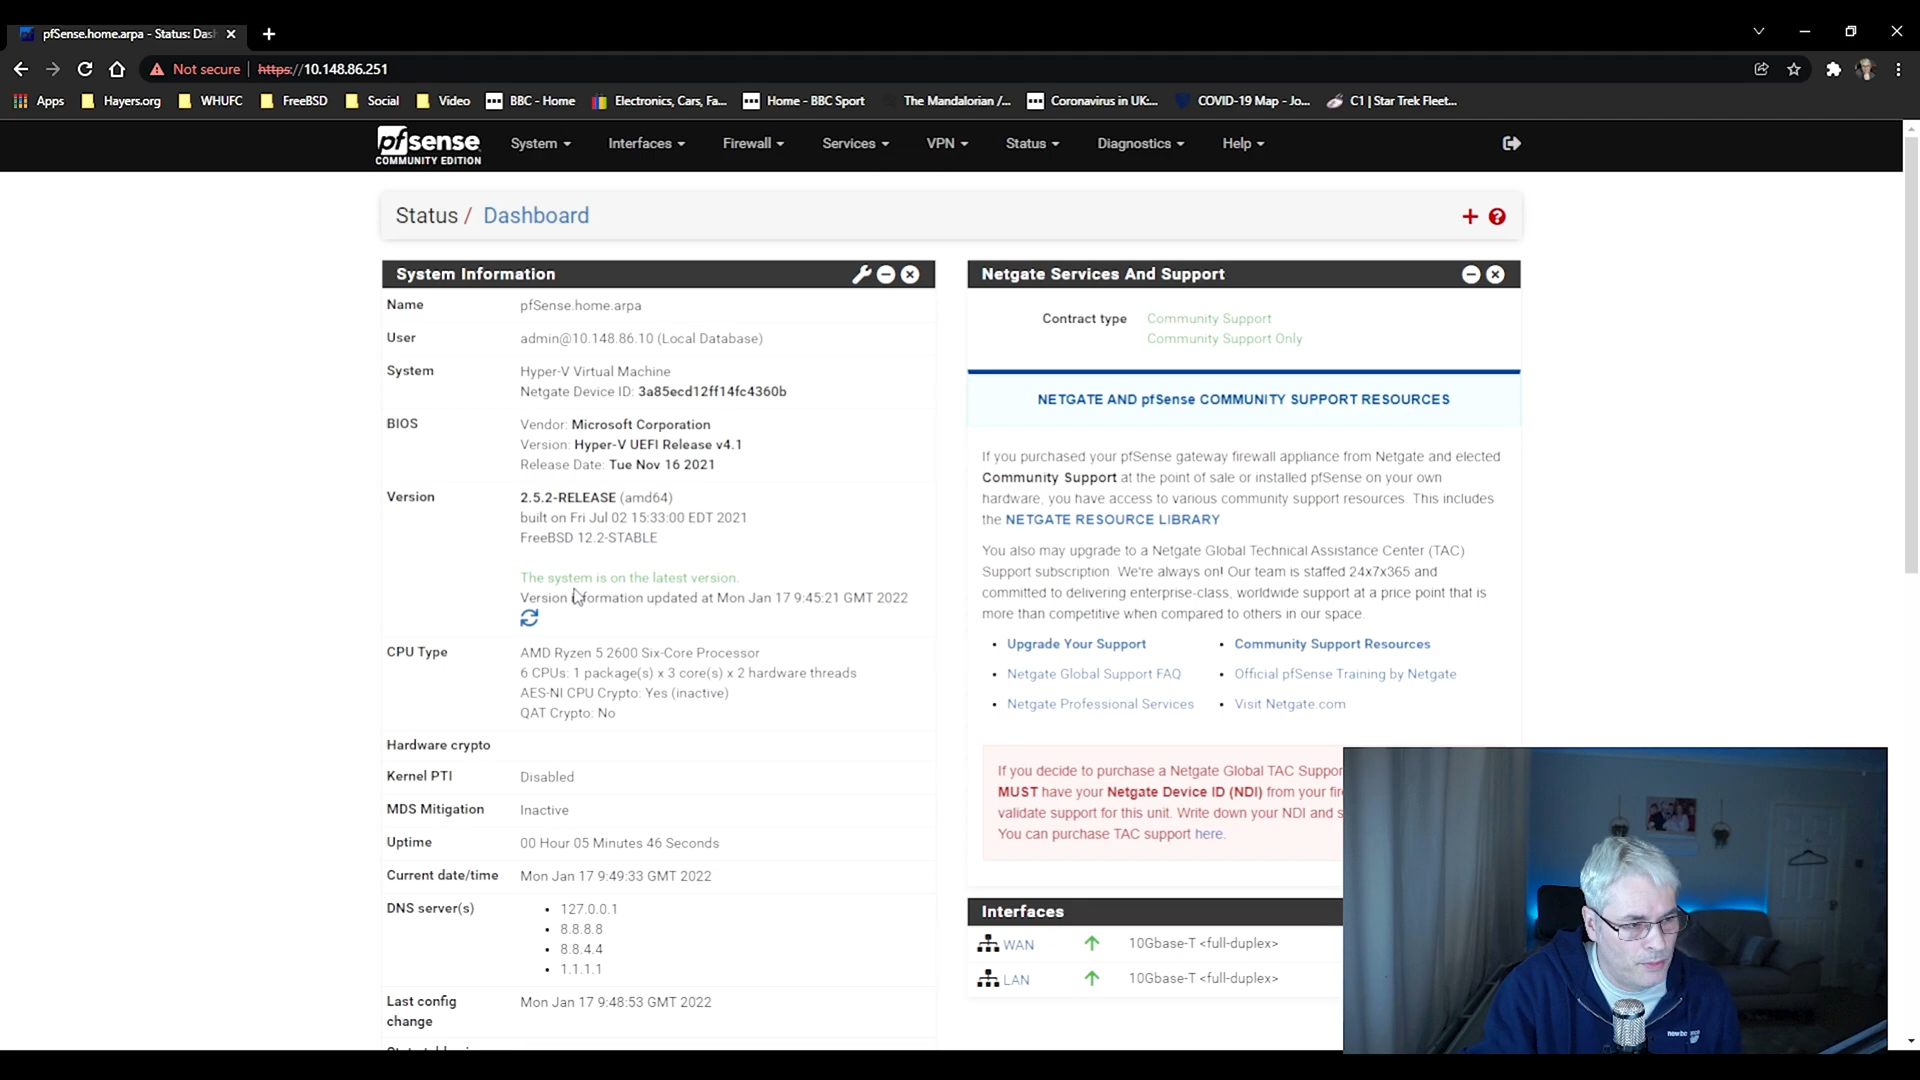 pfSense.home.arpa - Status: Dash
Not secure
https://10.148.86.251
Apps
Hayers.org
WHUFC
FreeBSD
Social
Video
BBC - Home
Electronics, Cars, Fa...
Home - BBC Sport
The Mandalorian /...
Coronavirus in UK:...
COVID-19 Map - Jo...
C1 | Star Trek Fleet...
pfsense
COMMUNITY EDITION
System
Interfaces
Firewall
Services
VPN
Status
Diagnostics
Help
Status / Dashboard
System Information
Name
pfSense.home.arpa
User
admin@10.148.86.10 (Local Database)
System
Hyper-V Virtual Machine
Netgate Device ID: 3a85ecd12ff14fc4360b
BIOS
Vendor: Microsoft Corporation
Version: Hyper-V UEFI Release v4.1
Release Date: Tue Nov 16 2021
Version
2.5.2-RELEASE (amd64)
built on Fri Jul 02 15:33:00 EDT 2021
FreeBSD 12.2-STABLE
The system is on the latest version.
Version information updated at Mon Jan 17 9:45:21 GMT 2022
CPU Type
AMD Ryzen 5 2600 Six-Core Processor
6 CPUs: 1 package(s) x 3 core(s) x 2 hardware threads
AES-NI CPU Crypto: Yes (inactive)
QAT Crypto: No
Hardware crypto
Kernel PTI
Disabled
MDS Mitigation
Inactive
Uptime
00 Hour 05 Minutes 46 Seconds
Current date/time
Mon Jan 17 9:49:33 GMT 2022
DNS server(s)
127.0.0.1
8.8.8.8
8.8.4.4
1.1.1.1
Last config
change
Mon Jan 17 9:48:53 GMT 2022
Netgate Services And Support
Contract type
Community Support
Community Support Only
NETGATE AND pfSense COMMUNITY SUPPORT RESOURCES
If you purchased your pfSense gateway firewall appliance from Netgate and elected
Community Support at the point of sale or installed pfSense on your own
hardware, you have access to various community support resources. This includes
the NETGATE RESOURCE LIBRARY
You also may upgrade to a Netgate Global Technical Assistance Center (TAC)
Support subscription. We're always on! Our team is staffed 24x7x365 and
committed to delivering enterprise-class, worldwide support at a price point that is
more than competitive when compared to others in our space.
Upgrade Your Support
Community Support Resources
Netgate Global Support FAQ
Official pfSense Training by Netgate
Netgate Professional Services
Visit Netgate.com
If you decide to purchase a Netgate Global TAC Suppor
MUST have your Netgate Device ID (NDI) from your fir
validate support for this unit. Write down your NDI and s
You can purchase TAC support here.
Interfaces
WAN
10Gbase-T <full-duplex>
LAN
10Gbase-T <full-duplex>